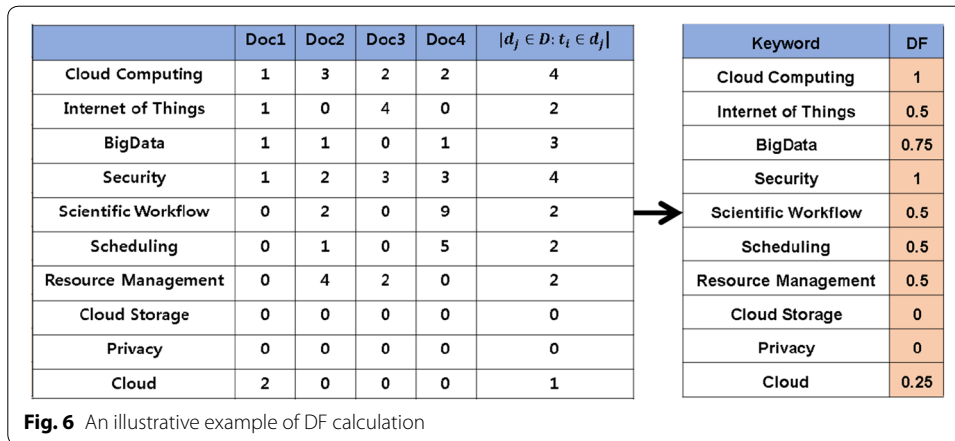 Doc1 Doc2 Doc3 Doc4 |d_j ∈ D: t_i ∈ d_j|
Cloud Computing 1 3 2 2 4
Internet of Things 1 0 4 0 2
BigData 1 1 0 1 3
Security 1 2 3 3 4
Scientific Workflow 0 2 0 9 2
Scheduling 0 1 0 5 2
Resource Management 0 4 2 0 2
Cloud Storage 0 0 0 0 0
Privacy 0 0 0 0 0
Cloud 2 0 0 0 1
Keyword DF
Cloud Computing 1
Internet of Things 0.5
BigData 0.75
Security 1
Scientific Workflow 0.5
Scheduling 0.5
Resource Management 0.5
Cloud Storage 0
Privacy 0
Cloud 0.25
Fig. 6 An illustrative example of DF calculation